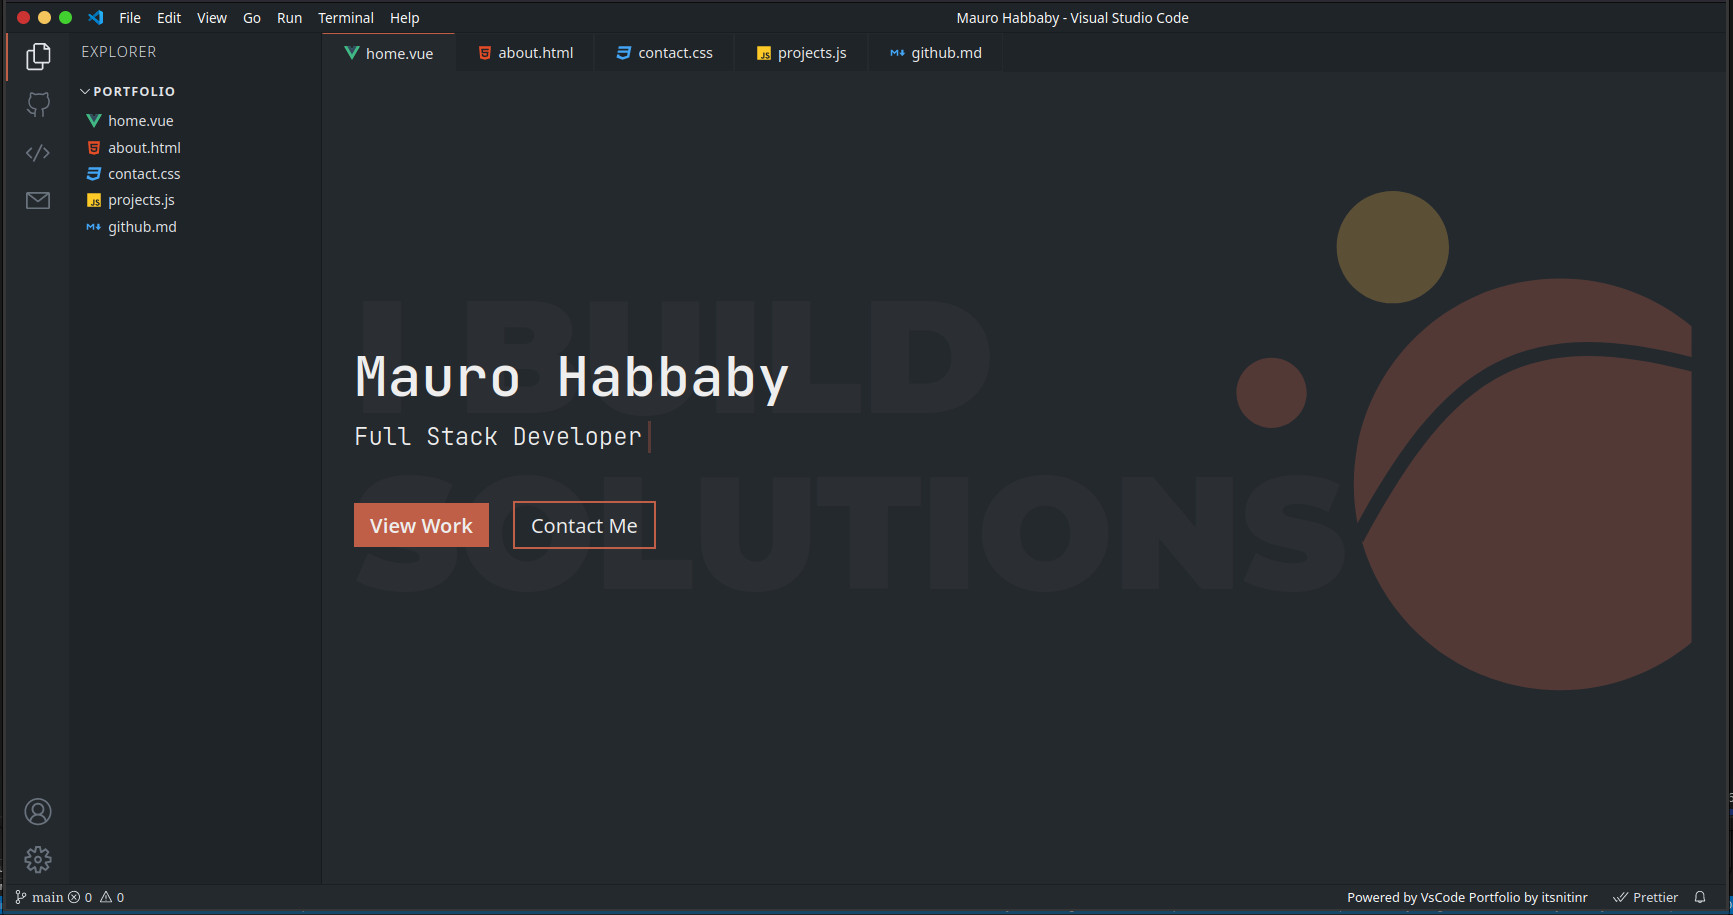 File Edit View Go Run Terminal Help
Mauro Habbaby - Visual Studio Code
EXPLORER
PORTFOLIO
home.vue
about.html
contact.css
projects.js
github.md
home.vue about.html contact.css projects.js github.md
I BUILD
SOLUTIONS
Mauro Habbaby
Full Stack Developer
View Work Contact Me
main 0 0
Powered by VsCode Portfolio by itsnitinr Prettier